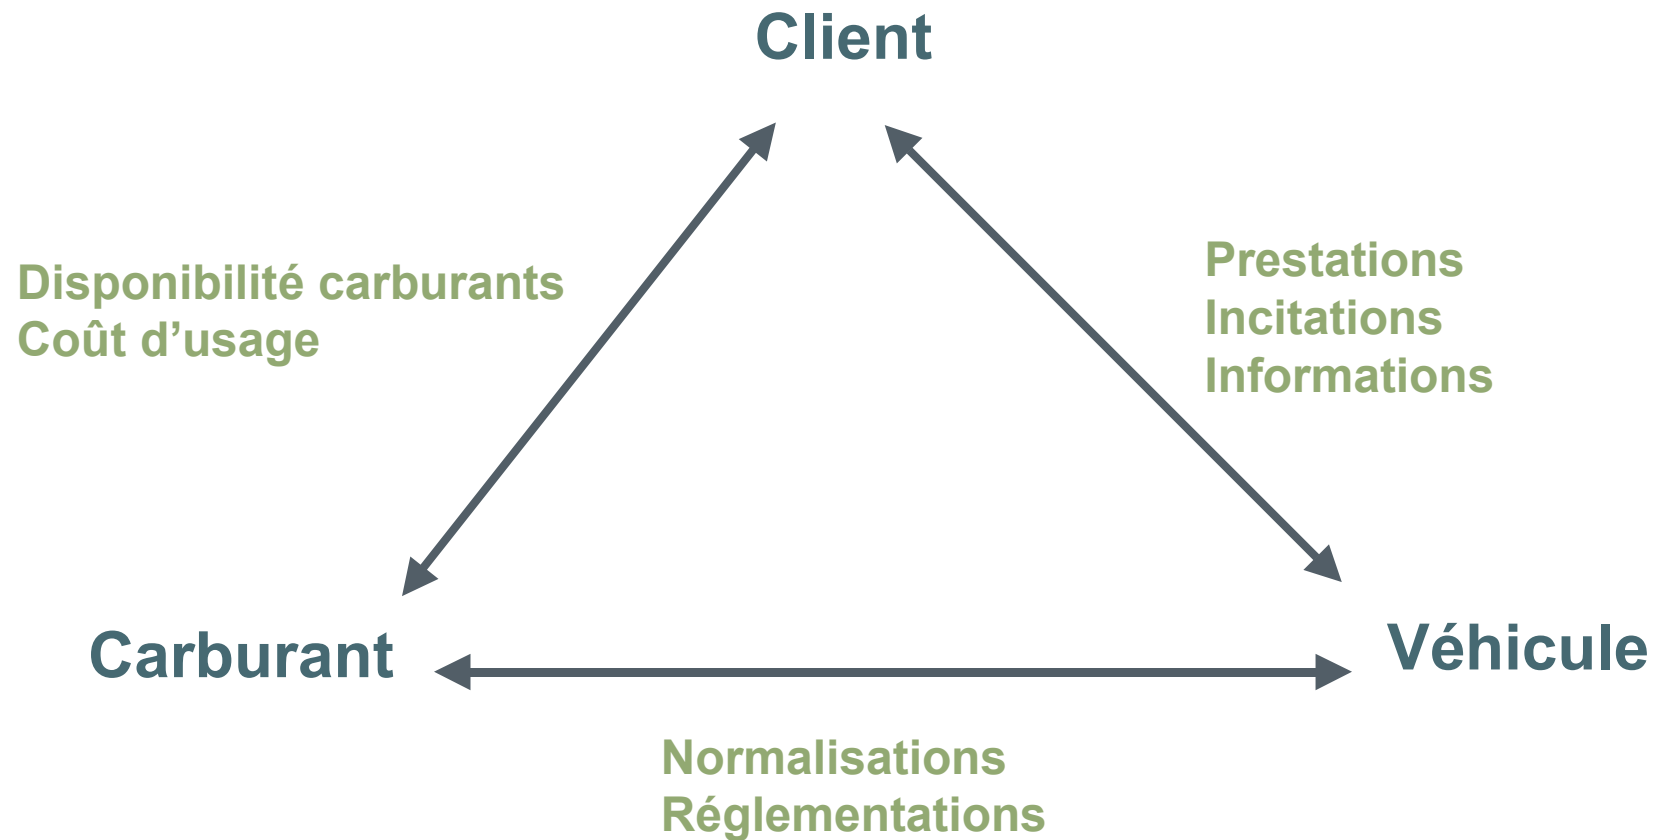 Client
Disponibilité carburants
Coût d’usage
Prestations
Incitations
Informations
Carburant
Véhicule
Normalisations
Réglementations